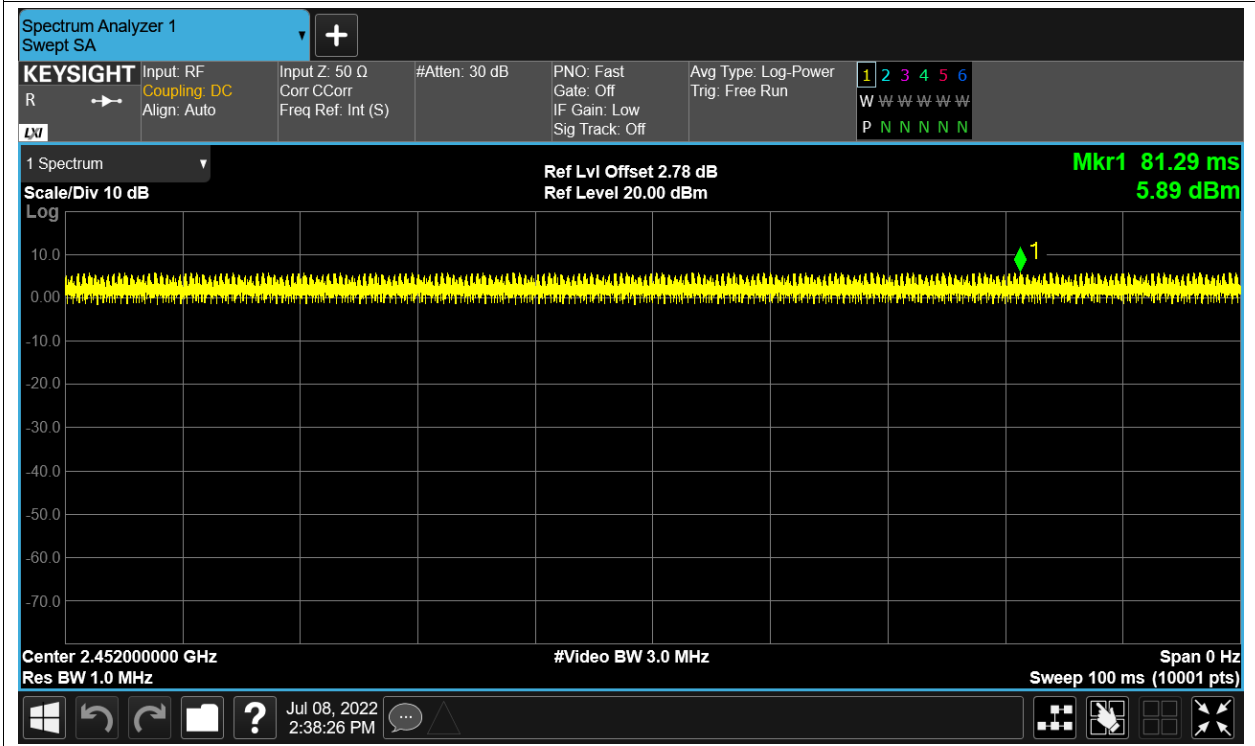 Spectrum Analyzer 1
Swept SA
▼
+
KEYSIGHT
R
LXI
Input: RF
Coupling: DC
Align: Auto
Input Z: 50 Ω
Corr CCorr
Freq Ref: Int (S)
#Atten: 30 dB
PNO: Fast
Gate: Off
IF Gain: Low
Sig Track: Off
Avg Type: Log-Power
Trig: Free Run
1 2 3 4 5 6
W W W W W W
P N N N N N
1 Spectrum ▼
Scale/Div 10 dB
Log
Ref Lvl Offset 2.78 dB
Ref Level 20.00 dBm
Mkr1 81.29 ms
5.89 dBm
1
10.0
0.00
-10.0
-20.0
-30.0
-40.0
-50.0
-60.0
-70.0
Center 2.452000000 GHz
Res BW 1.0 MHz
#Video BW 3.0 MHz
Span 0 Hz
Sweep 100 ms (10001 pts)
?
Jul 08, 2022
2:38:26 PM